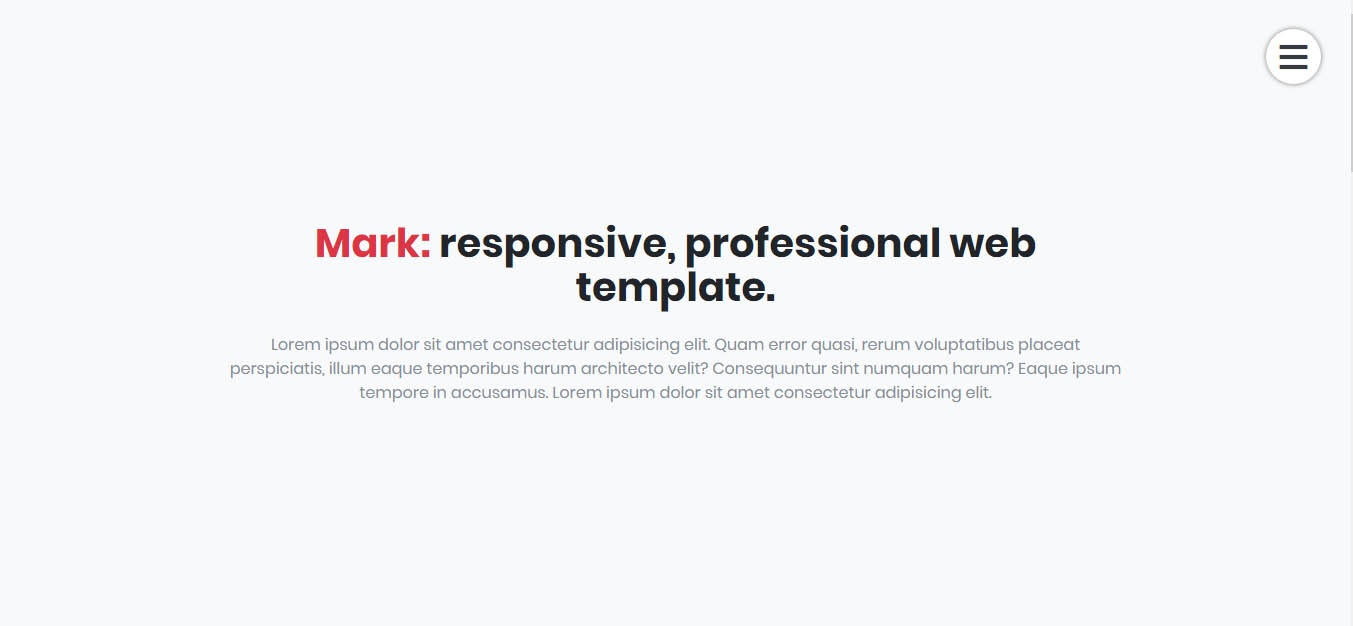 Mark: responsive, professional web
template.
Lorem ipsum dolor sit amet consectetur adipisicing elit. Quam error quasi, rerum voluptatibus placeat
perspiciatis, illum eaque temporibus harum architecto velit? Consequuntur sint numquam harum? Eaque ipsum
tempore in accusamus. Lorem ipsum dolor sit amet consectetur adipisicing elit.